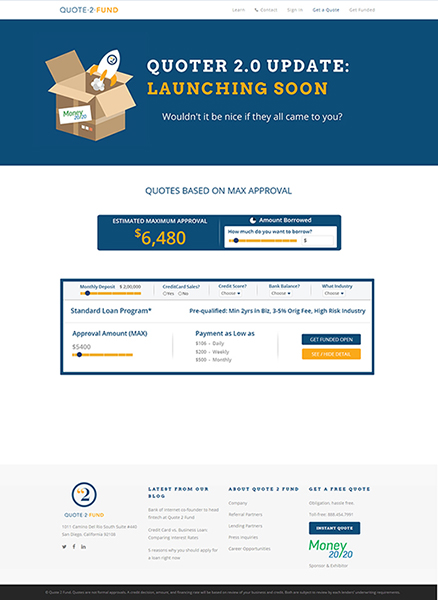 QUOTE·2·FUND
Learn Contact Sign In Get a Quote Get Funded
QUOTER 2.0 UPDATE:
LAUNCHING SOON
Wouldn't it be nice if they all came to you?
Money
20/20
QUOTES BASED ON MAX APPROVAL
ESTIMATED MAXIMUM APPROVAL
$6,480
Amount Borrowed
How much do you want to borrow?
$
Monthly Deposit $ 2,00,000
CreditCard Sales?
Yes No
Credit Score?
Choose
Bank Balance?
Choose
What Industry
Choose
Standard Loan Program*
Pre-qualified: Min 2yrs in Biz, 3-5% Orig Fee, High Risk Industry
Approval Amount (MAX)
$5400
Payment as Low as
$106 - Daily
$200 - Weekly
$500 - Monthly
GET FUNDED OPEN
SEE / HIDE DETAIL
2
QUOTE·2·FUND
1011 Camino Del Rio South Suite #440
San Diego, California 92108
LATEST FROM OUR
BLOG
Bank of Internet co-founder to head
fintech at Quote 2 Fund
Credit Card vs. Business Loan:
Comparing Interest Rates
5 reasons why you should apply for
a loan right now
ABOUT QUOTE 2 FUND
Company
Referral Partners
Lending Partners
Press Inquiries
Career Opportunities
GET A FREE QUOTE
Obligation, hassle free.
Toll-Free: 888.454.7991
INSTANT QUOTE
Money
20/20
Sponsor & Exhibitor